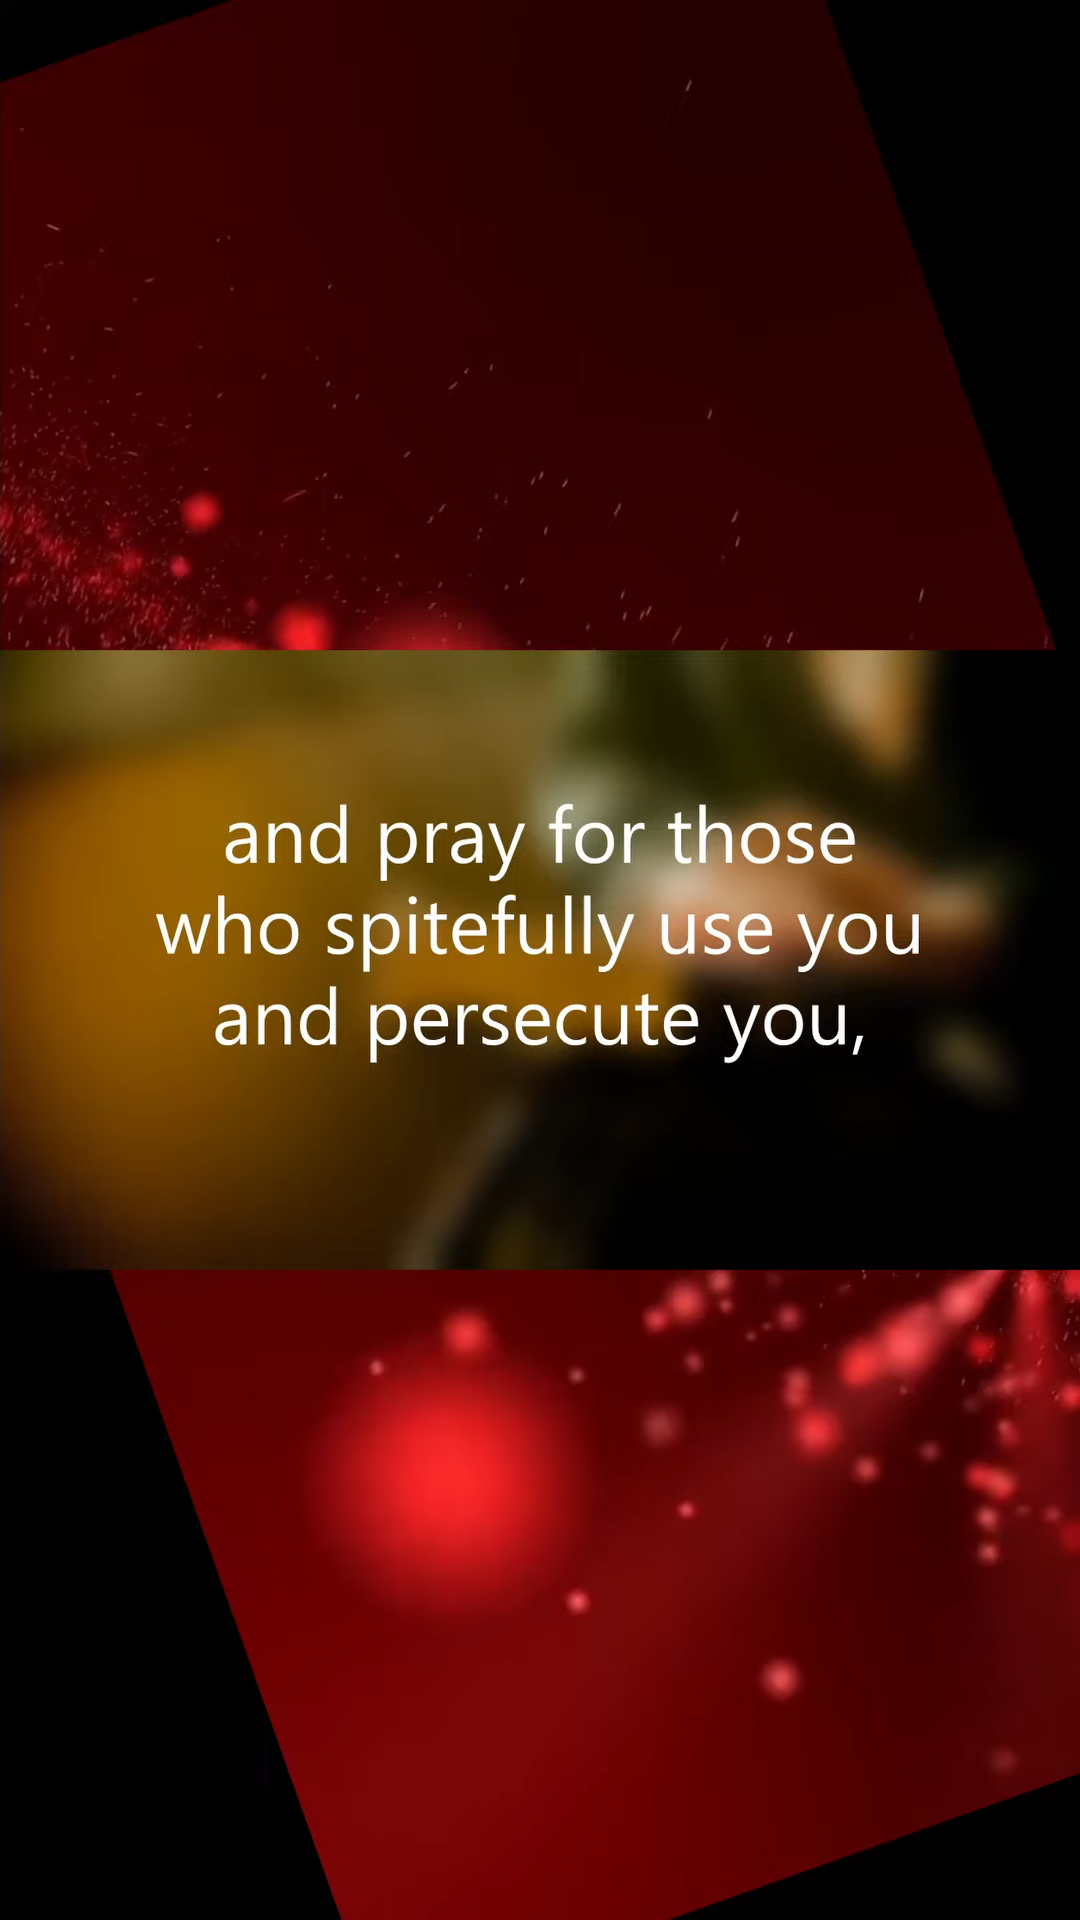 and pray for those
who spitefully use you
and persecute you,